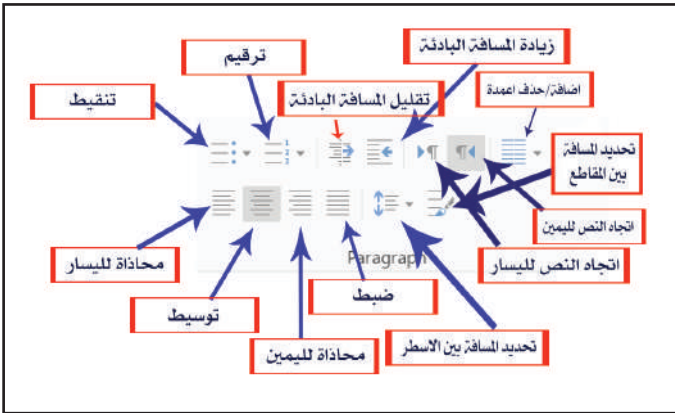 زيادة المسافة البادئة
ترقيم
تقليل المسافة البادئة
اضافة/حذف اعمدة
تنقيط
تحديد المسافة
بين المقاطع
اتجاه النص لليمين
محاذاة لليسار
Paragraph
اتجاه النص لليسار
ضبط
توسيط
محاذاة لليمين
تحديد المسافة بين الاسطر